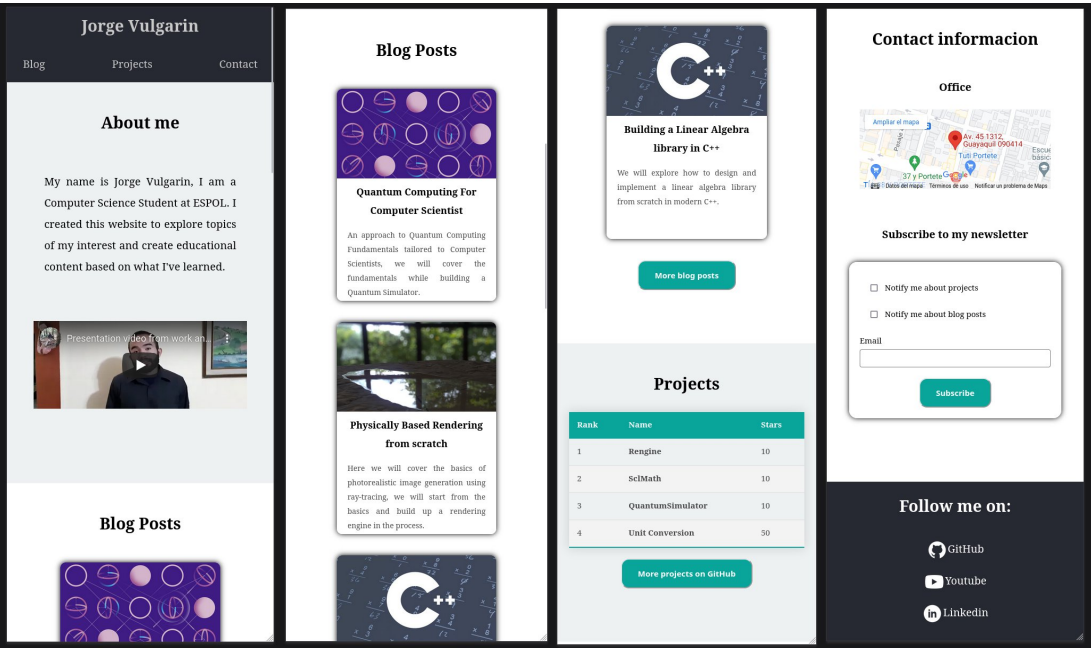 Jorge Vulgarin
Blog Projects Contact
About me
My name is Jorge Vulgarin, I am a
Computer Science Student at ESPOL. I
created this website to explore topics
of my interest and create educational
content based on what I've learned.
Presentation video from work an...
Blog Posts
Blog Posts
Quantum Computing For
Computer Scientist
An approach to Quantum Computing
Fundamentals tailored to Computer
Scientists, we will cover the
fundamentals while building a
Quantum Simulator.
Physically Based Rendering
from scratch
Here we will cover the basics of
photorealistic image generation using
ray-tracing, we will start from the
basics and build up a rendering
engine in the process.
C++
C++
Building a Linear Algebra
library in C++
We will explore how to design and
implement a linear algebra library
from scratch in modern C++.
More blog posts
Projects
Rank Name Stars
1 Rengine 10
2 SclMath 10
3 QuantumSimulator 10
4 Unit Conversion 50
More projects on GitHub
Contact informacion
Office
Ampliar el mapa
Av. 45 1312,
Guayaquil 090414
Tuti Portete
37 y Portete
Google
Datos del mapa Términos de uso Notificar un problema de Maps
Subscribe to my newsletter
Notify me about projects
Notify me about blog posts
Email
Subscribe
Follow me on:
GitHub
Youtube
in Linkedin